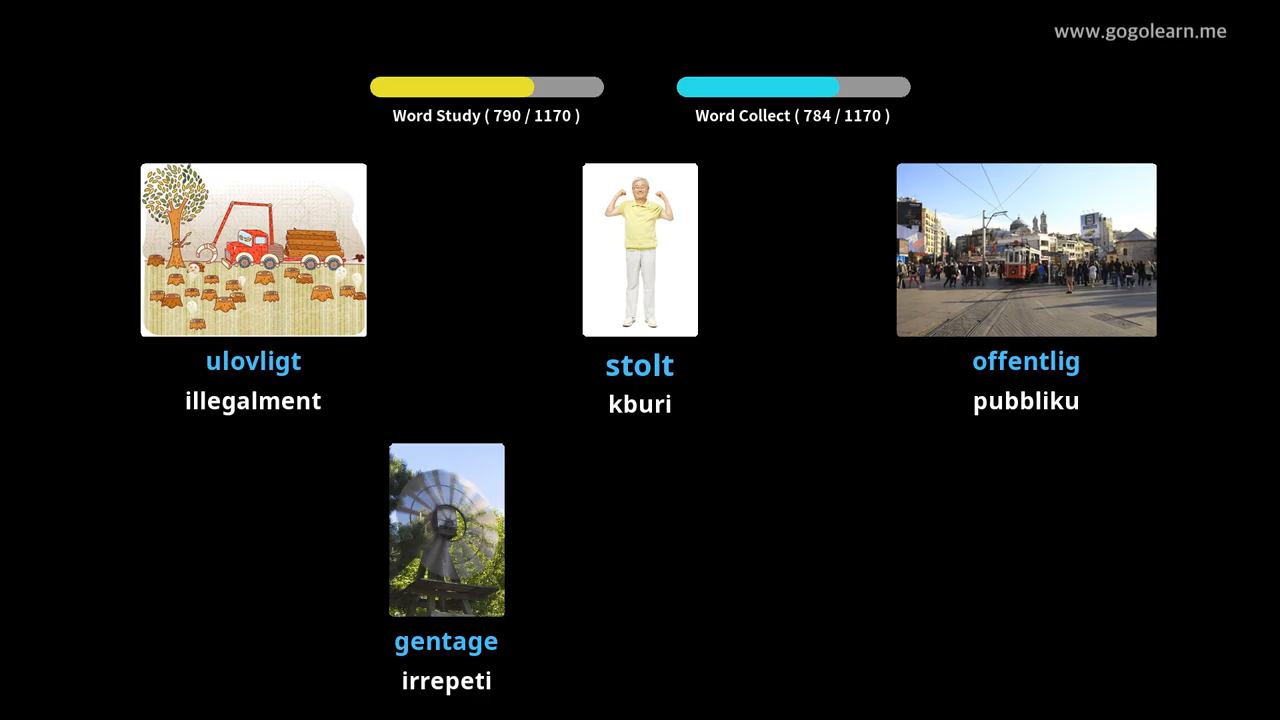 www.gogolearn.me
Word Study ( 790 / 1170 )
Word Collect ( 784 / 1170 )
ulovligt
illegalment
stolt
kburi
offentlig
pubbliku
gentage
irrepeti